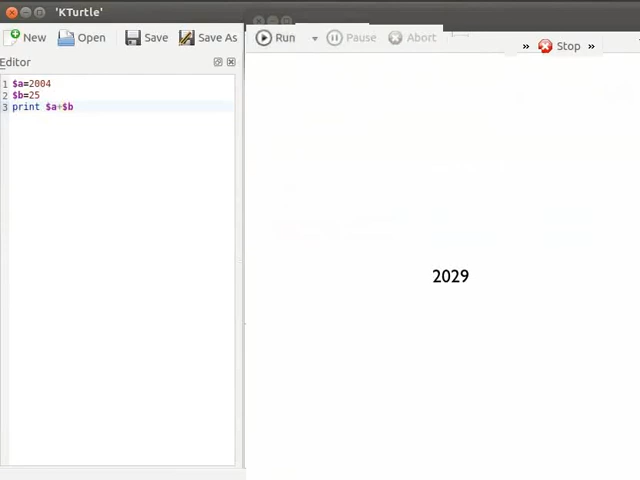 'KTurtle'
New Open Save Save As Run Pause Abort » Stop »
Editor
1 $a=2004
2 $b=25
3 print $a+$b
2029